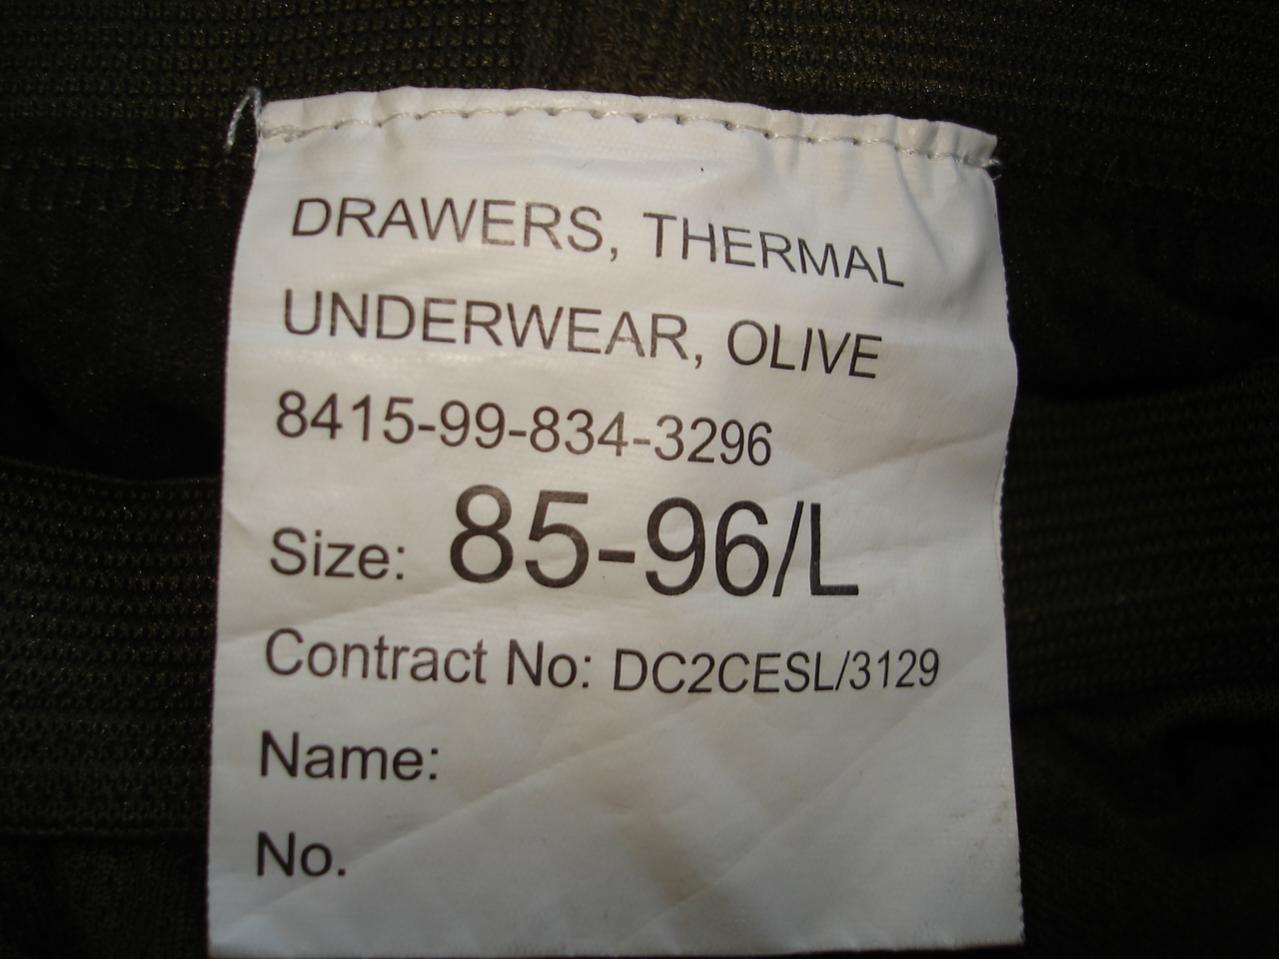 DRAWERS, THERMAL
UNDERWEAR, OLIVE
8415-99-834-3296
Size: 85-96/L
Contract No: DC2CESL/3129
Name:
No.